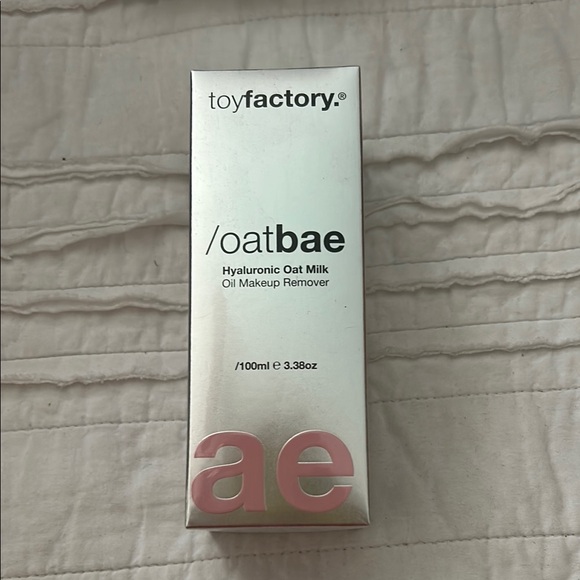 toyfactory.®
/oatbae
Hyaluronic Oat Milk
Oil Makeup Remover
/100ml ℮ 3.38oz
ae